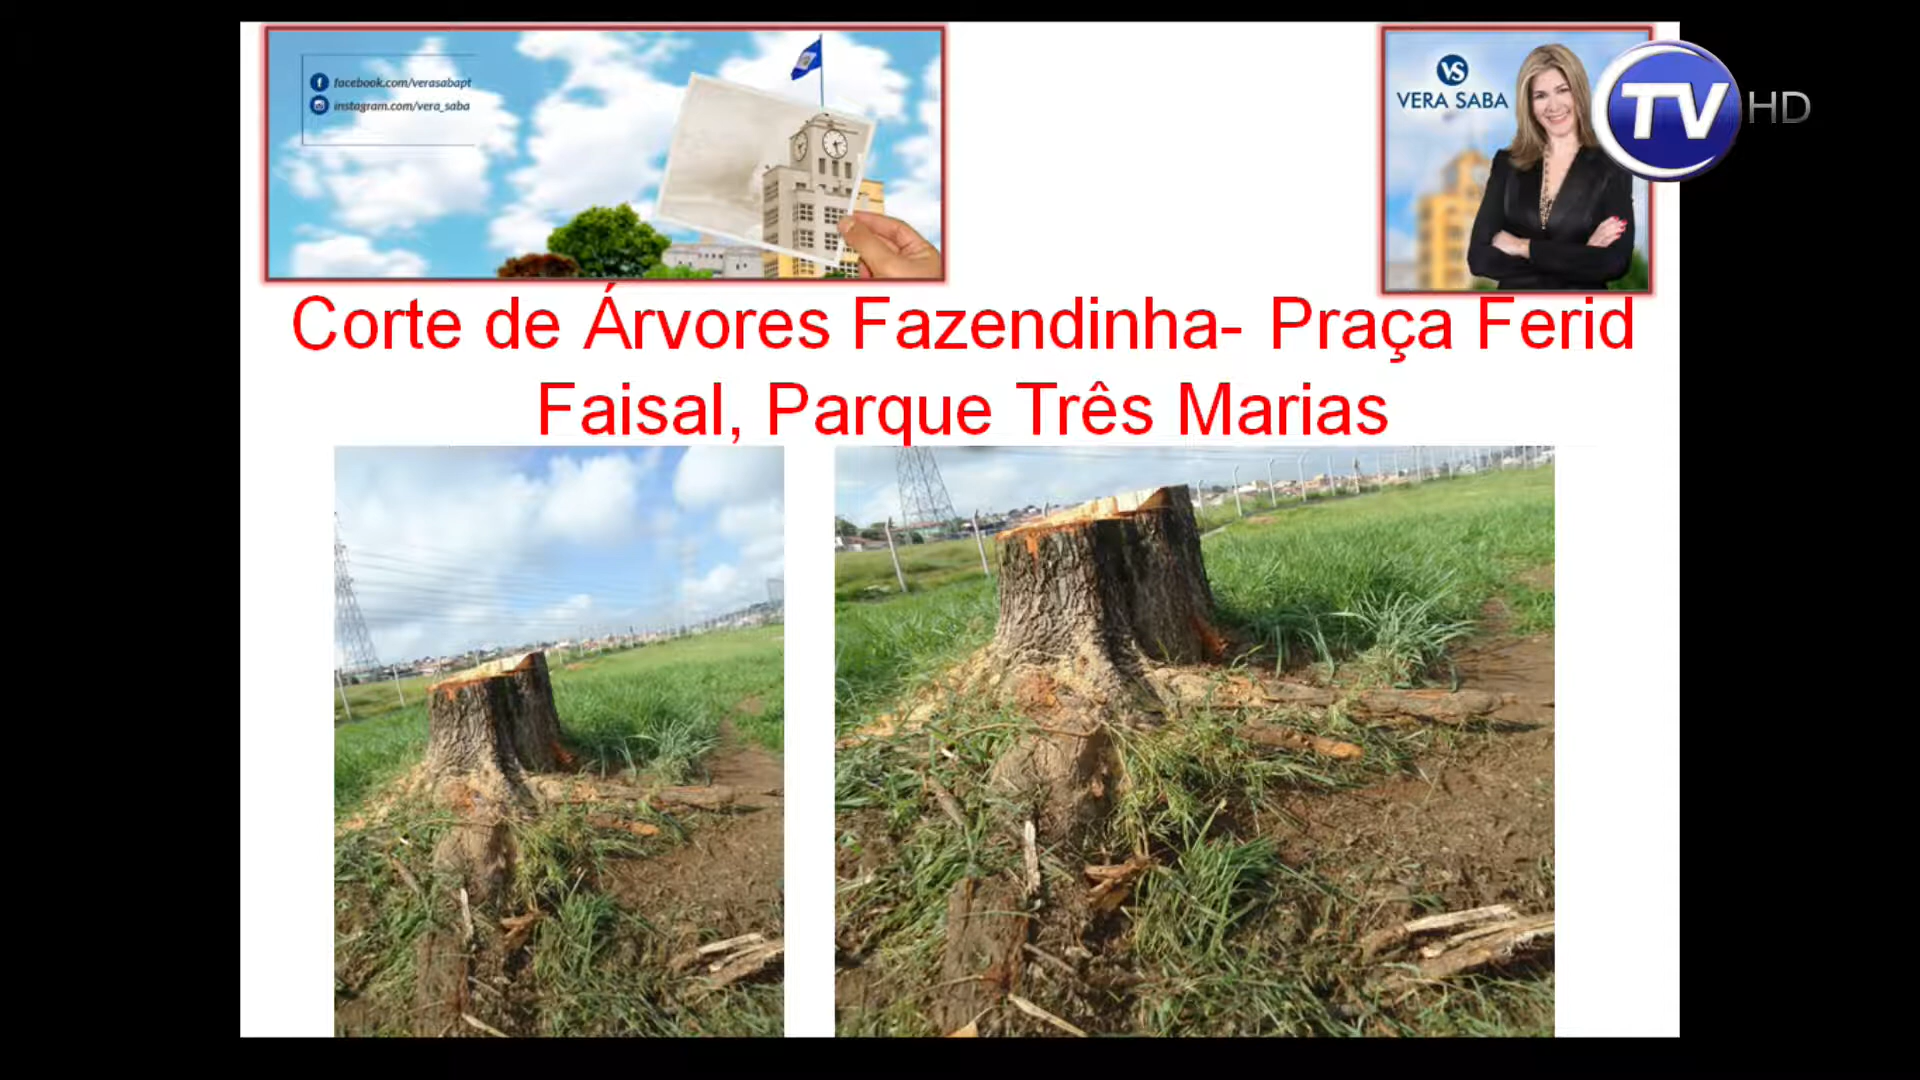 facebook.com/verasabapt
instagram.com/vera_saba
VS
VERA SABA
TV HD
Corte de Árvores Fazendinha- Praça Ferid
Faisal, Parque Três Marias